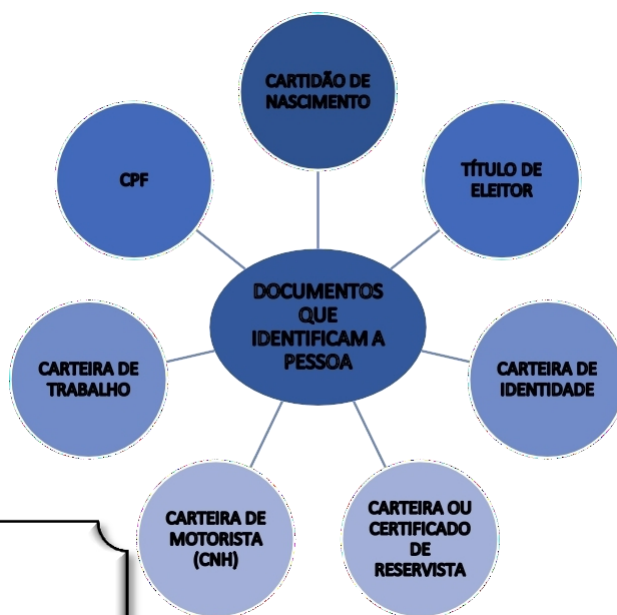 CARTIDÃO DE
NASCIMENTO
CPF
TÍTULO DE
ELEITOR
DOCUMENTOS
QUE
IDENTIFICAM A
PESSOA
CARTEIRA DE
TRABALHO
CARTEIRA DE
IDENTIDADE
CARTEIRA DE
MOTORISTA
(CNH)
CARTEIRA OU
CERTIFICADO
DE
RESERVISTA